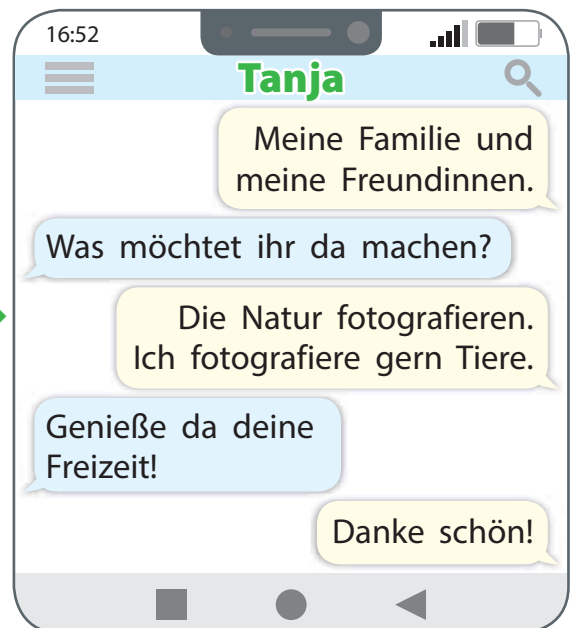 16:52
Tanja
Meine Familie und
meine Freundinnen.
Was möchtet ihr da machen?
Die Natur fotografieren.
Ich fotografiere gern Tiere.
Genieße da deine
Freizeit!
Danke schön!